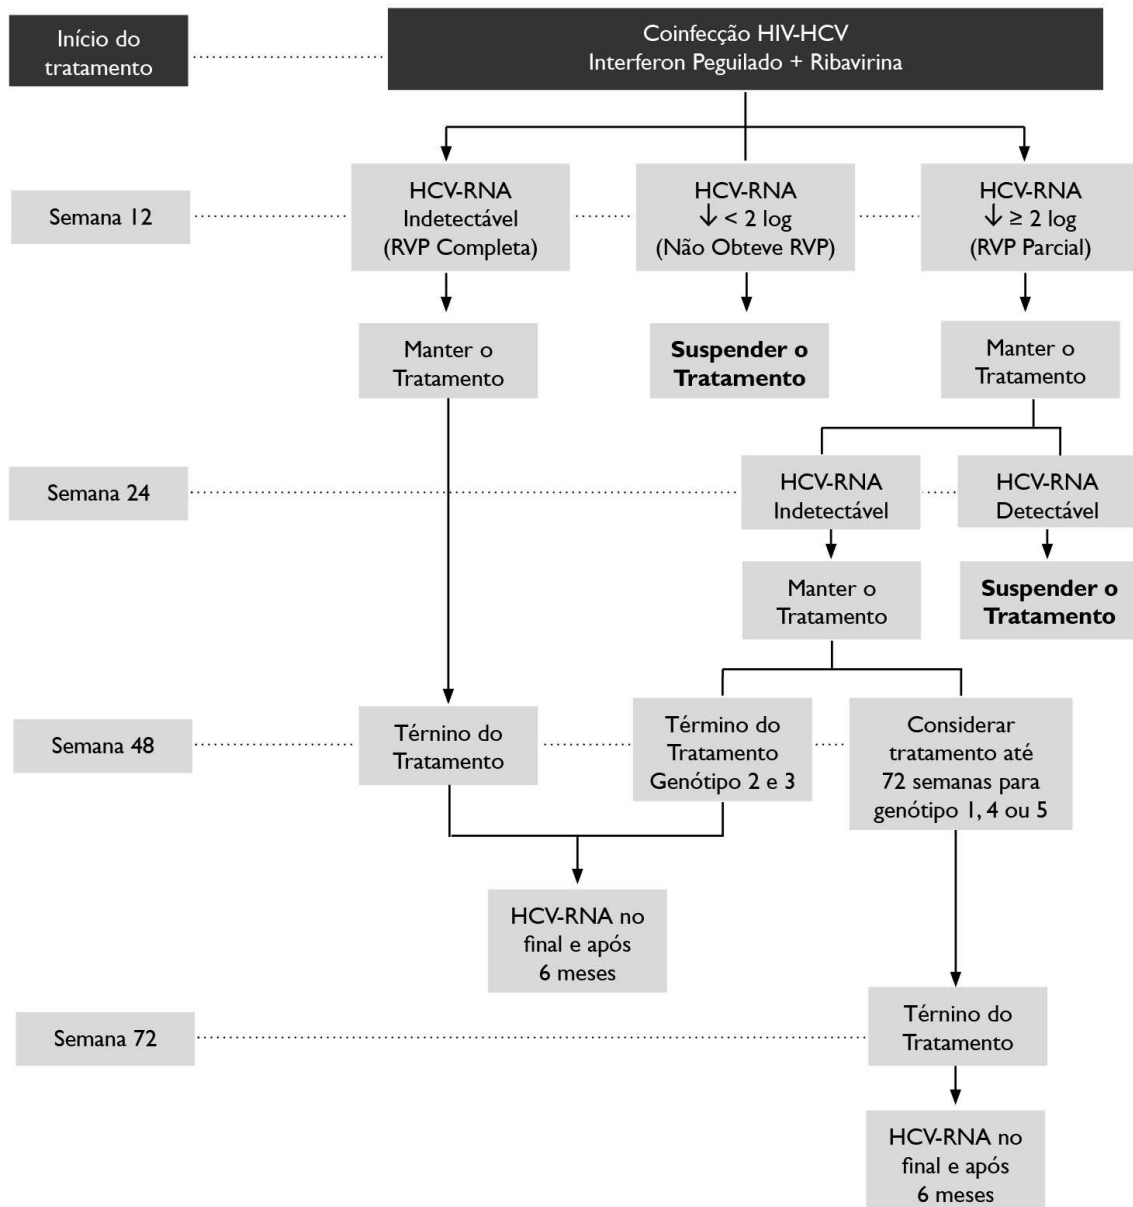 Início do
tratamento
Coinfecção HIV-HCV
Interferon Peguilado + Ribavirina
Semana 12
HCV-RNA
Indetectável
(RVP Completa)
HCV-RNA
↓ < 2 log
(Não Obteve RVP)
HCV-RNA
↓ ≥ 2 log
(RVP Parcial)
Manter o
Tratamento
Suspender o
Tratamento
Manter o
Tratamento
Semana 24
HCV-RNA
Indetectável
HCV-RNA
Detectável
Manter o
Tratamento
Suspender o
Tratamento
Semana 48
Térnino do
Tratamento
Término do
Tratamento
Genótipo 2 e 3
Considerar
tratamento até
72 semanas para
genótipo 1, 4 ou 5
HCV-RNA no
final e após
6 meses
Semana 72
Térnino do
Tratamento
HCV-RNA no
final e após
6 meses